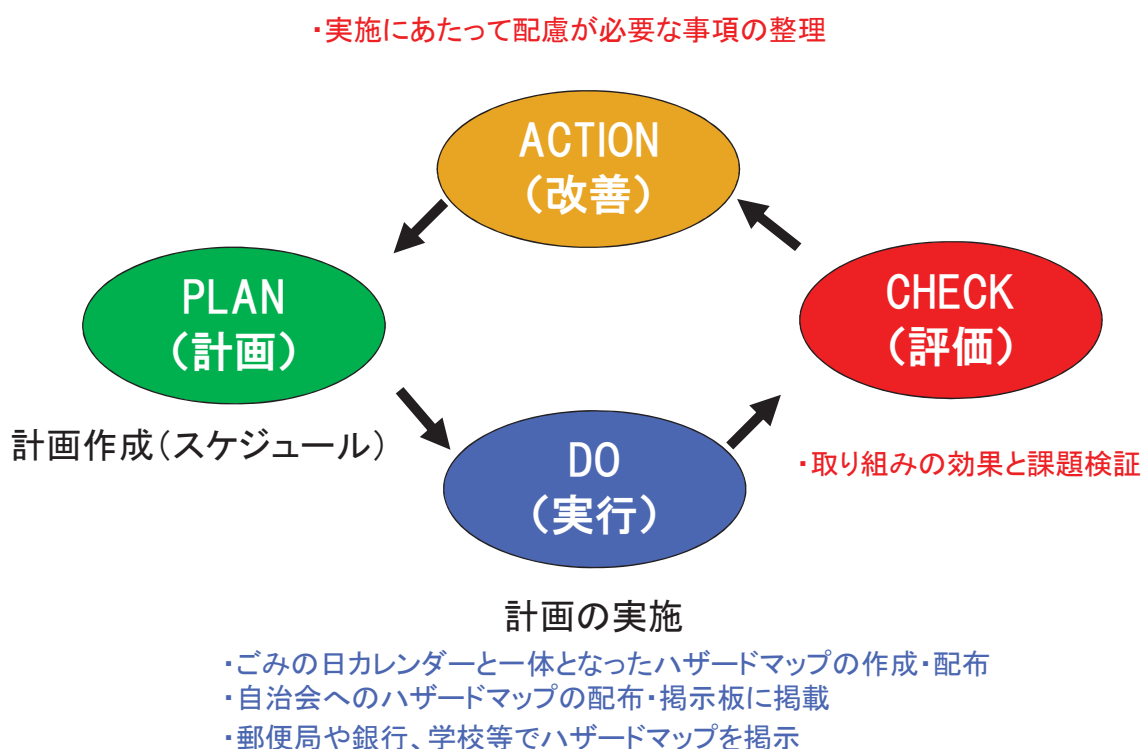 ・実施にあたって配慮が必要な事項の整理
ACTION
（改善）
PLAN
（計画）
CHECK
（評価）
計画作成（スケジュール）
DO
（実行）
・取り組みの効果と課題検証
計画の実施
・ごみの日カレンダーと一体となったハザードマップの作成・配布
・自治会へのハザードマップの配布・掲示板に掲載
・郵便局や銀行、学校等でハザードマップを掲示